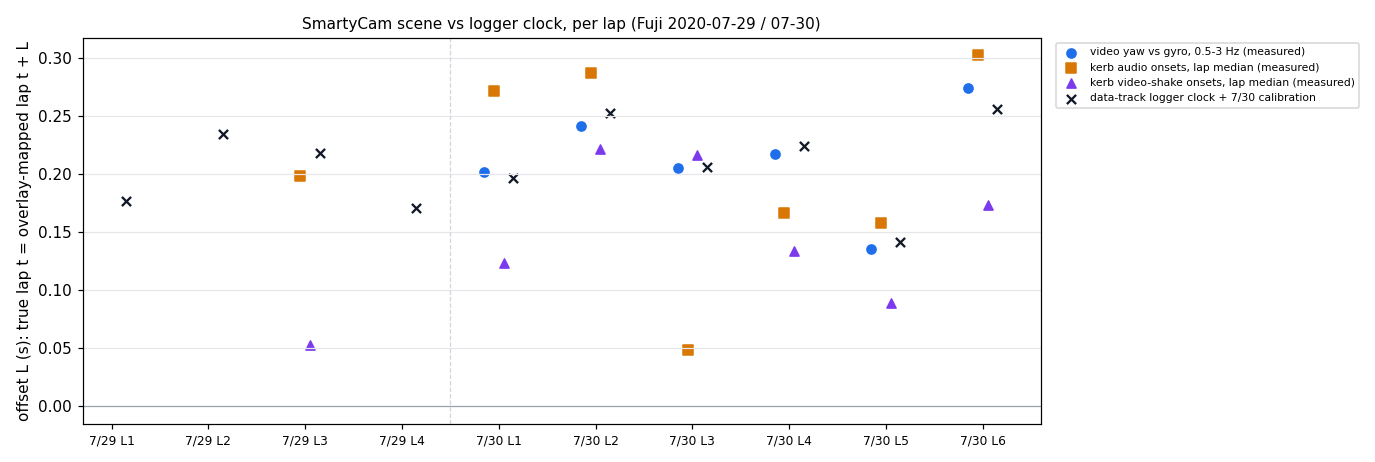 SmartyCam scene vs logger clock, per lap (Fuji 2020-07-29 / 07-30)
offset L (s): true lap t = overlay-mapped lap t + L
0.30
0.25
0.20
0.15
0.10
0.05
0.00
7/29 L1
7/29 L2
7/29 L3
7/29 L4
7/30 L1
7/30 L2
7/30 L3
7/30 L4
7/30 L5
7/30 L6
video yaw vs gyro, 0.5-3 Hz (measured)
kerb audio onsets, lap median (measured)
kerb video-shake onsets, lap median (measured)
data-track logger clock + 7/30 calibration